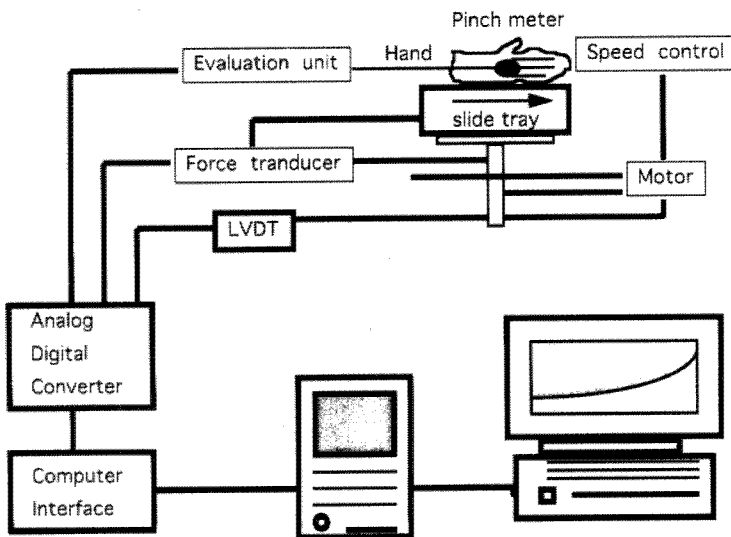 Pinch meter
Evaluation unit
Hand
Speed control
slide tray
Force tranducer
Motor
LVDT
Analog
Digital
Converter
Computer
Interface